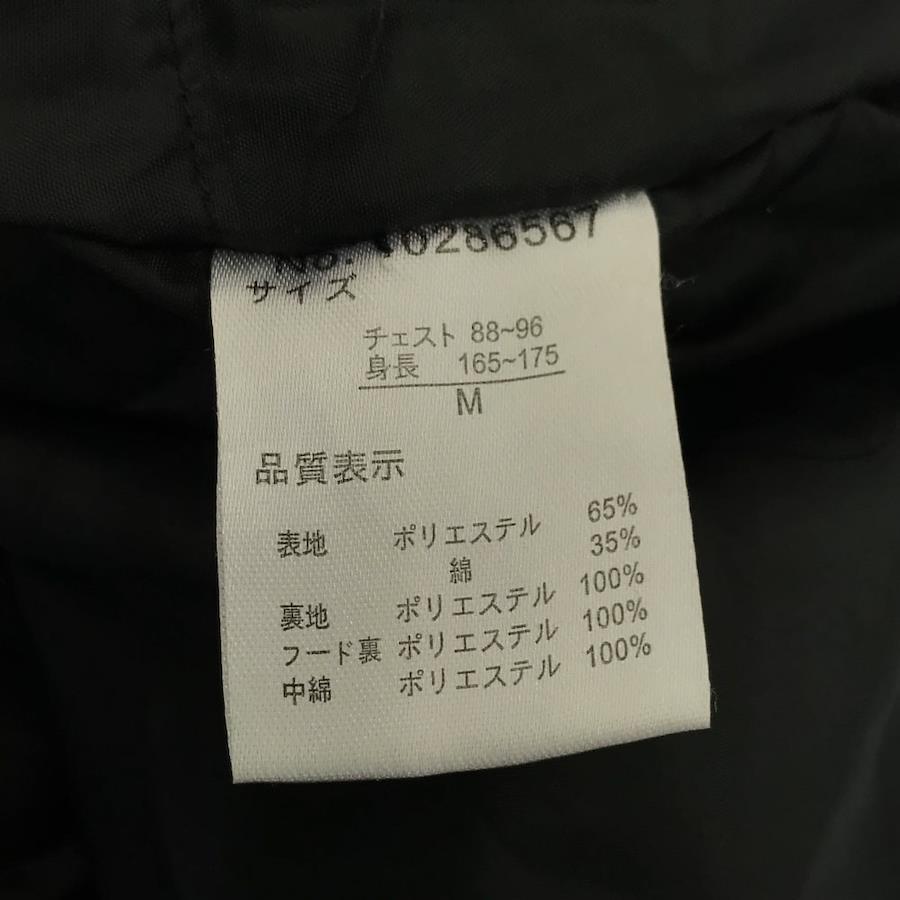 No. 10286567
サイズ
チェスト 88~96
身長 165~175
M
品質表示
表地 ポリエステル 65%
綿 35%
裏地 ポリエステル 100%
フード裏 ポリエステル 100%
中綿 ポリエステル 100%